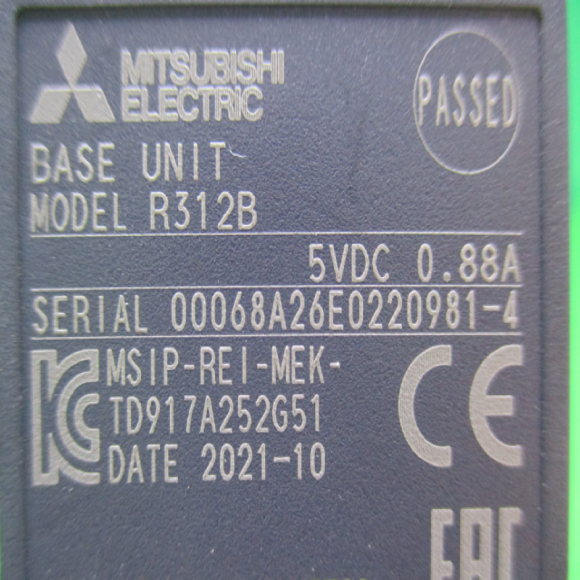 MITSUBISHI
ELECTRIC
PASSED
BASE UNIT
MODEL R312B
5VDC 0.88A
SERIAL 00068A26E0220981-4
MSIP-REI-MEK-
TD917A252G51
DATE 2021-10
CE
EAC